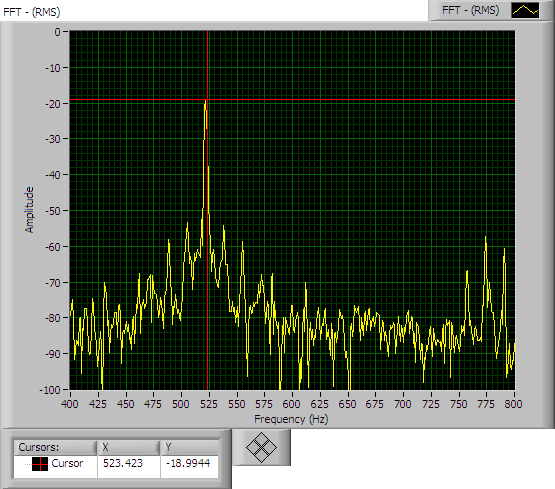 FFT - (RMS)
FFT - (RMS)
0
-10
-20
-30
-40
-50
-60
-70
-80
-90
-100
Amplitude
400 425 450 475 500 525 550 575 600 625 650 675 700 725 750 775 800
Frequency (Hz)
Cursors: X Y
Cursor 523.423 -18.9944